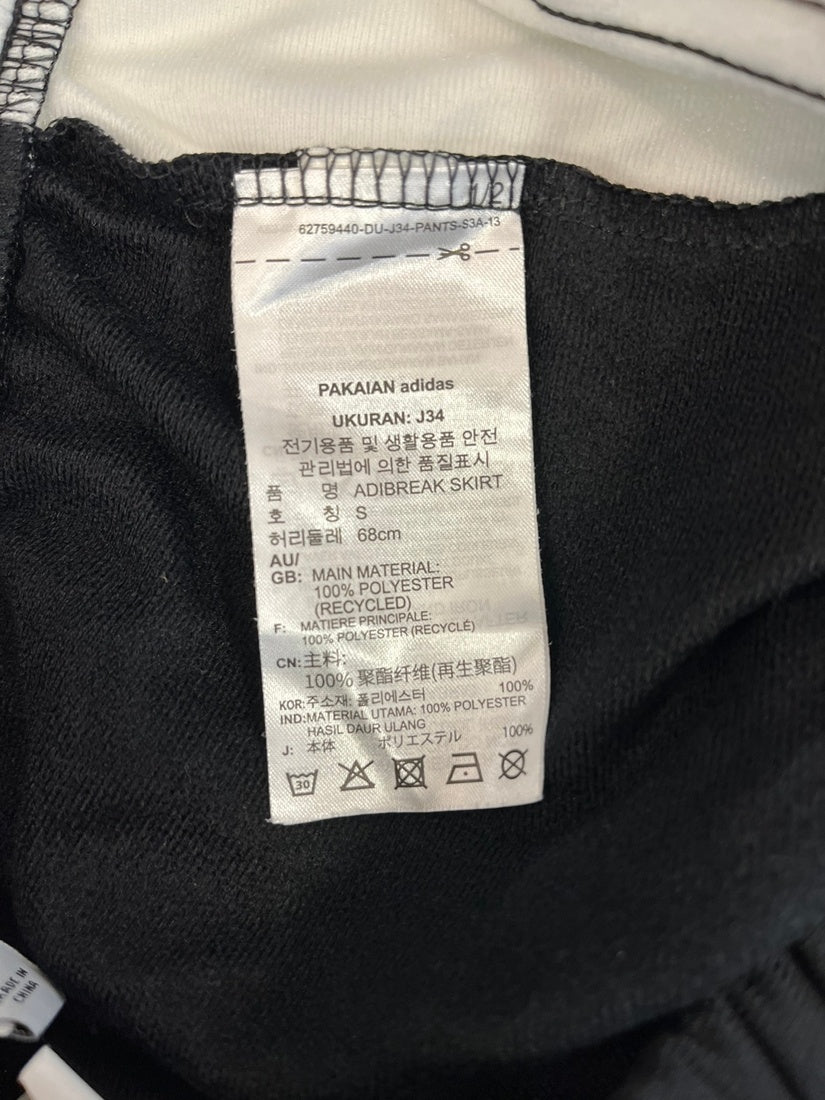 1/2
62759440-DU-J34-PANTS-S3A-13
PAKAIAN adidas
UKURAN: J34
전기용품 및 생활용품 안전
관리법에 의한 품질표시
품 명 ADIBREAK SKIRT
호 칭 S
허리둘레 68cm
AU/
GB: MAIN MATERIAL:
100% POLYESTER
(RECYCLED)
F: MATIERE PRINCIPALE:
100% POLYESTER (RECYCLÉ)
CN: 主料:
100% 聚酯纤维(再生聚酯)
KOR: 주소재: 폴리에스터 100%
IND: MATERIAL UTAMA: 100% POLYESTER
HASIL DAUR ULANG
J: 本体 ポリエステル 100%
30
MADE IN
CHINA